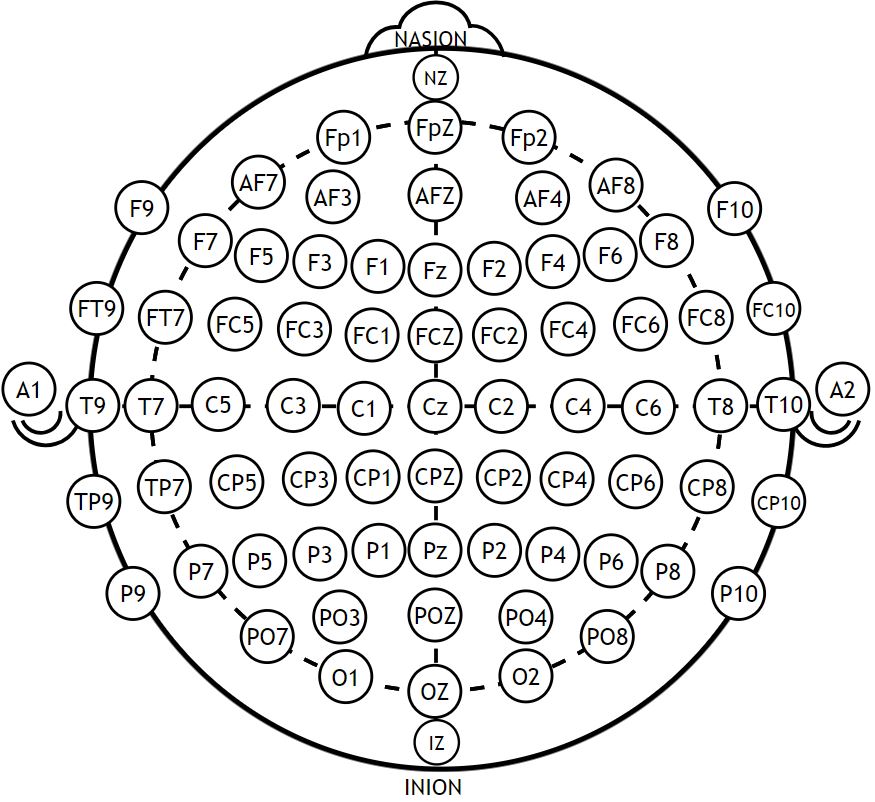 NASION
NZ
Fp1 FpZ Fp2
AF7 AF3 AFZ AF4 AF8
F9 F10
F7 F5 F3 F1 Fz F2 F4 F6 F8
FT9 FT7 FC5 FC3 FC1 FCZ FC2 FC4 FC6 FC8 FC10
A1 T9 T7 C5 C3 C1 Cz C2 C4 C6 T8 T10 A2
TP9 TP7 CP5 CP3 CP1 CPZ CP2 CP4 CP6 CP8 CP10
P7 P5 P3 P1 Pz P2 P4 P6 P8
P9 P10
PO7 PO3 POZ PO4 PO8
O1 OZ O2
IZ
INION